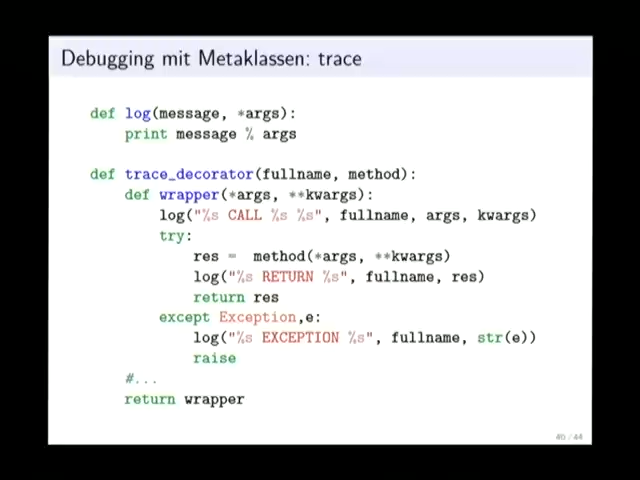 Debugging mit Metaklassen: trace
def log(message, *args):
    print message % args
def trace_decorator(fullname, method):
    def wrapper(*args, **kwargs):
        log("%s CALL %s %s", fullname, args, kwargs)
        try:
            res =  method(*args, **kwargs)
            log("%s RETURN %s", fullname, res)
            return res
        except Exception,e:
            log("%s EXCEPTION %s", fullname, str(e))
            raise
    #...
    return wrapper
40 / 44